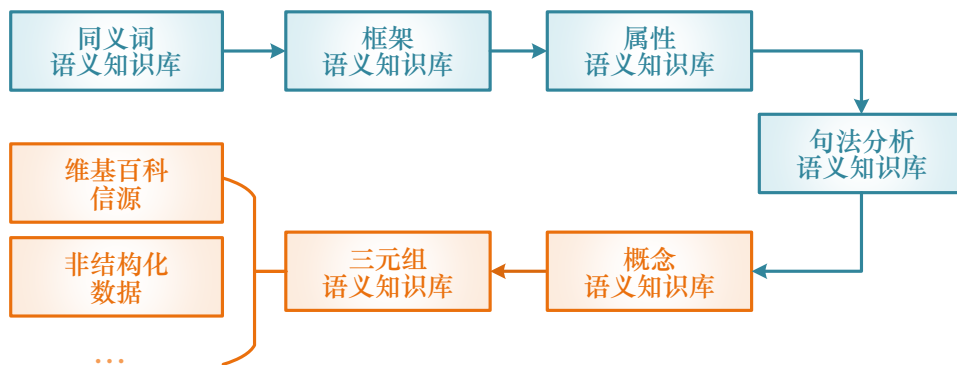 同义词
语义知识库
框架
语义知识库
属性
语义知识库
句法分析
语义知识库
维基百科
信源
三元组
语义知识库
概念
语义知识库
非结构化
数据
...